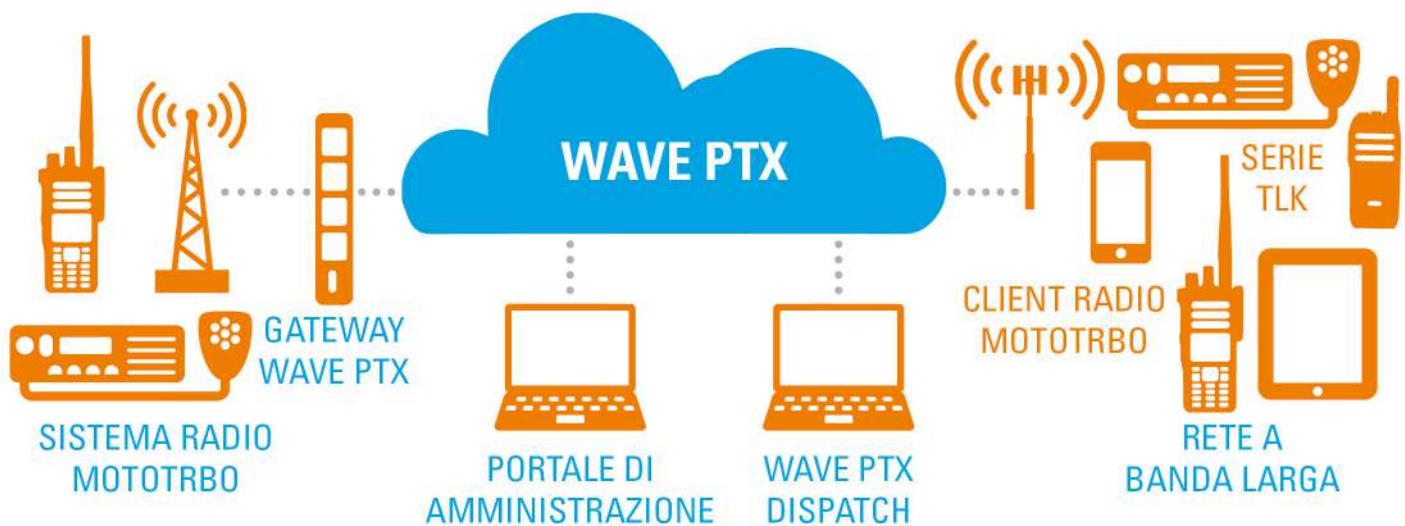 WAVE PTX
SERIE
TLK
GATEWAY
WAVE PTX
CLIENT RADIO
MOTOTRBO
SISTEMA RADIO
MOTOTRBO
PORTALE DI
AMMINISTRAZIONE
WAVE PTX
DISPATCH
RETE A
BANDA LARGA